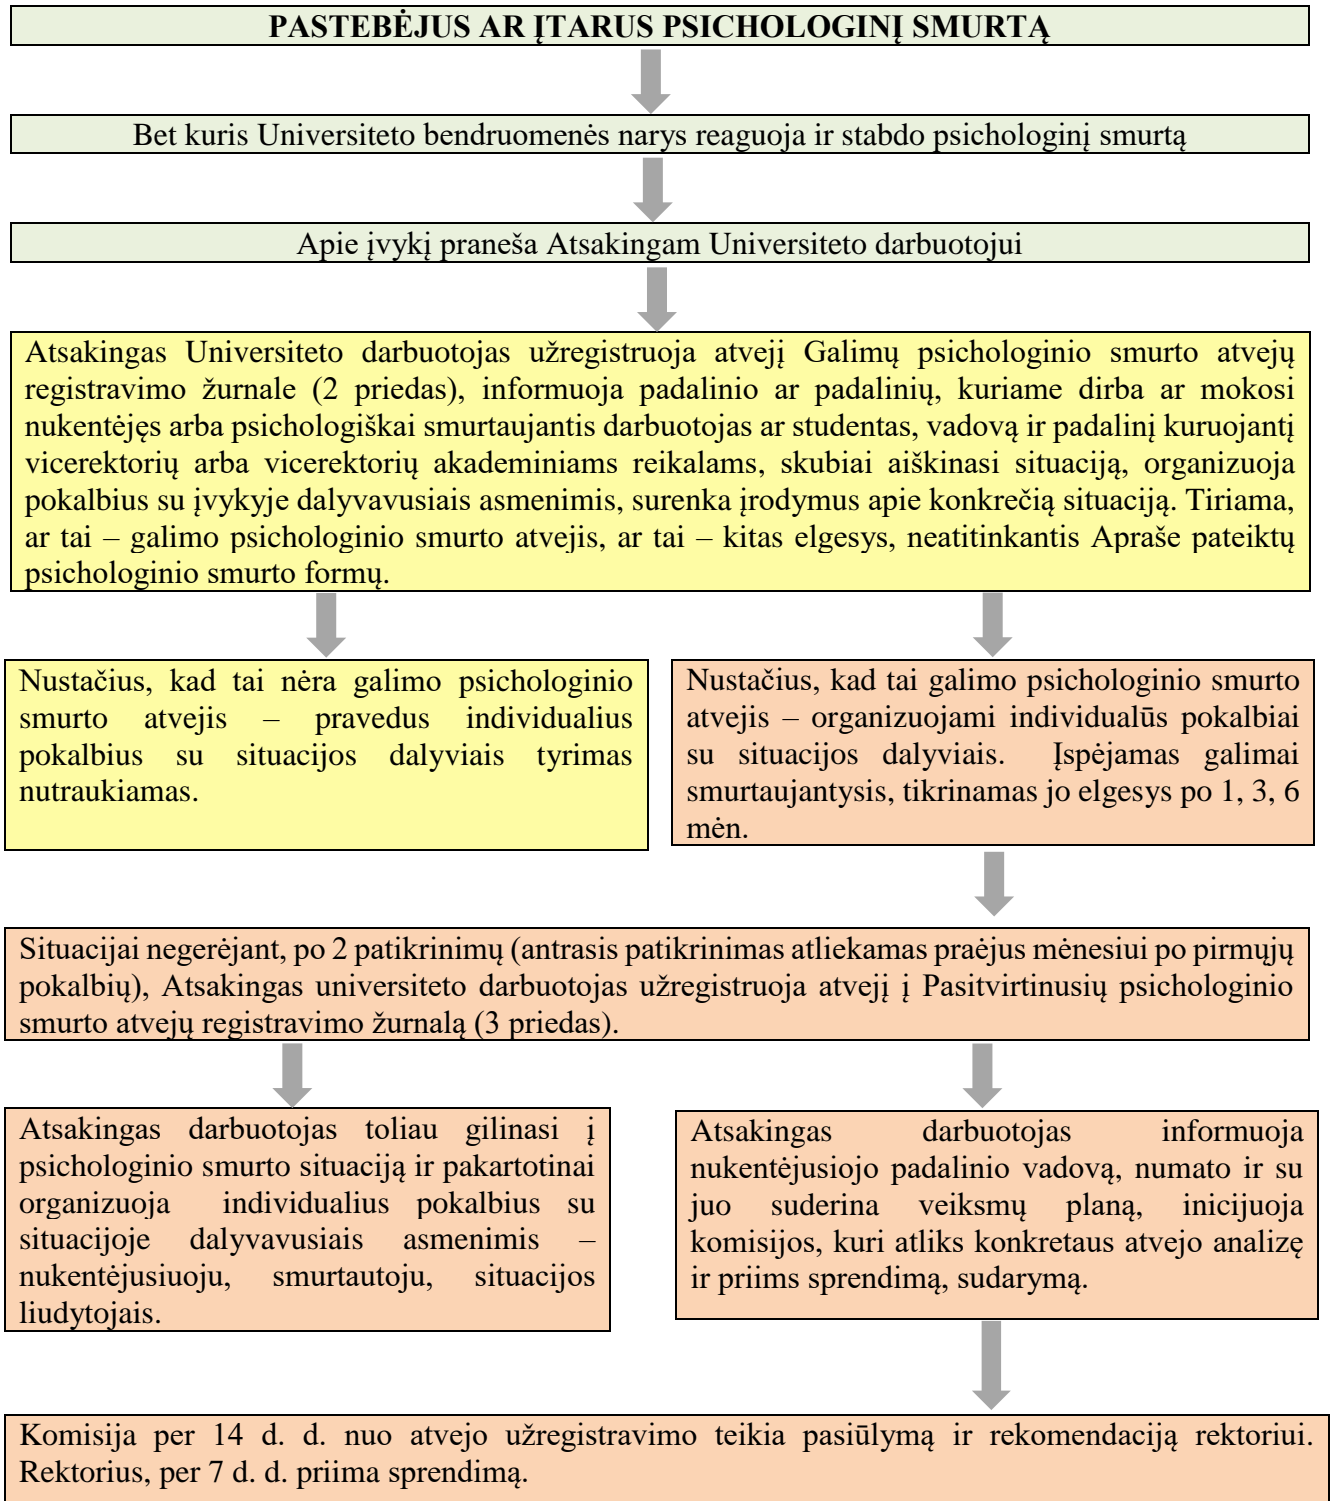 PASTEBĖJUS AR ĮTARUS PSICHOLOGINĮ SMURTĄ
Bet kuris Universiteto bendruomenės narys reaguoja ir stabdo psichologinį smurtą
Apie įvykį praneša Atsakingam Universiteto darbuotojui
Atsakingas Universiteto darbuotojas užregistruoja atvejį Galimų psichologinio smurto atvejų
registravimo žurnale (2 priedas), informuoja padalinio ar padalinių, kuriame dirba ar mokosi
nukentėjęs arba psichologiškai smurtaujantis darbuotojas ar studentas, vadovą ir padalinį kuruojantį
vicerektorių arba vicerektorių akademiniams reikalams, skubiai aiškinasi situaciją, organizuoja
pokalbius su įvykyje dalyvavusiais asmenimis, surenka įrodymus apie konkrečią situaciją. Tiriama,
ar tai – galimo psichologinio smurto atvejis, ar tai – kitas elgesys, neatitinkantis Apraše pateiktų
psichologinio smurto formų.
Nustačius, kad tai nėra galimo psichologinio
smurto atvejis – pravedus individualius
pokalbius su situacijos dalyviais tyrimas
nutraukiamas.
Nustačius, kad tai galimo psichologinio smurto
atvejis – organizuojami individualūs pokalbiai
su situacijos dalyviais. Įspėjamas galimai
smurtaujantysis, tikrinamas jo elgesys po 1, 3, 6
mėn.
Situacijai negerėjant, po 2 patikrinimų (antrasis patikrinimas atliekamas praėjus mėnesiui po pirmųjų
pokalbių), Atsakingas universiteto darbuotojas užregistruoja atvejį į Pasitvirtinusių psichologinio
smurto atvejų registravimo žurnalą (3 priedas).
Atsakingas darbuotojas toliau gilinasi į
psichologinio smurto situaciją ir pakartotinai
organizuoja individualius pokalbius su
situacijoje dalyvavusiais asmenimis –
nukentėjusiuoju, smurtautoju, situacijos
liudytojais.
Atsakingas darbuotojas informuoja
nukentėjusiojo padalinio vadovą, numato ir su
juo suderina veiksmų planą, inicijuoja
komisijos, kuri atliks konkretaus atvejo analizę
ir priims sprendimą, sudarymą.
Komisija per 14 d. d. nuo atvejo užregistravimo teikia pasiūlymą ir rekomendaciją rektoriui.
Rektorius, per 7 d. d. priima sprendimą.